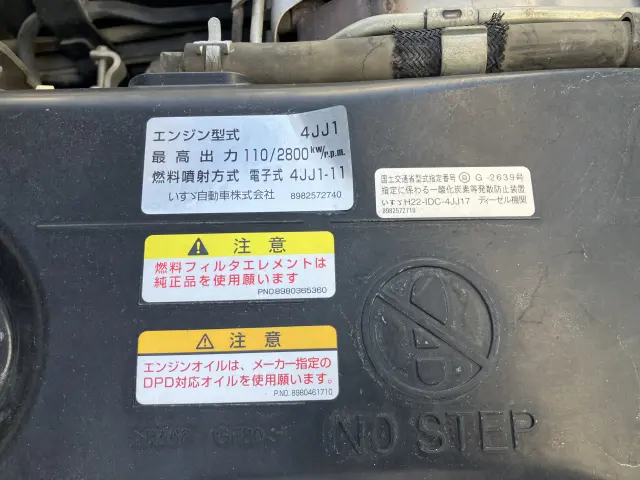 エンジン型式 4JJ1
最高出力 110/2800 kW/r.p.m.
燃料噴射方式 電子式 4JJ1-11
いすゞ自動車株式会社 8982572740
国土交通省型式指定番号 G-2639号
指定に係わる一酸化炭素等発散防止装置
いすゞH22-IDC-4JJ17 ディーゼル機関
8982572719
注意
燃料フィルタエレメントは
純正品を使用願います
PNO.8980365360
注意
エンジンオイルは、メーカー指定の
DPD対応オイルを使用願います。
P.NO. 8980461710
NO STEP